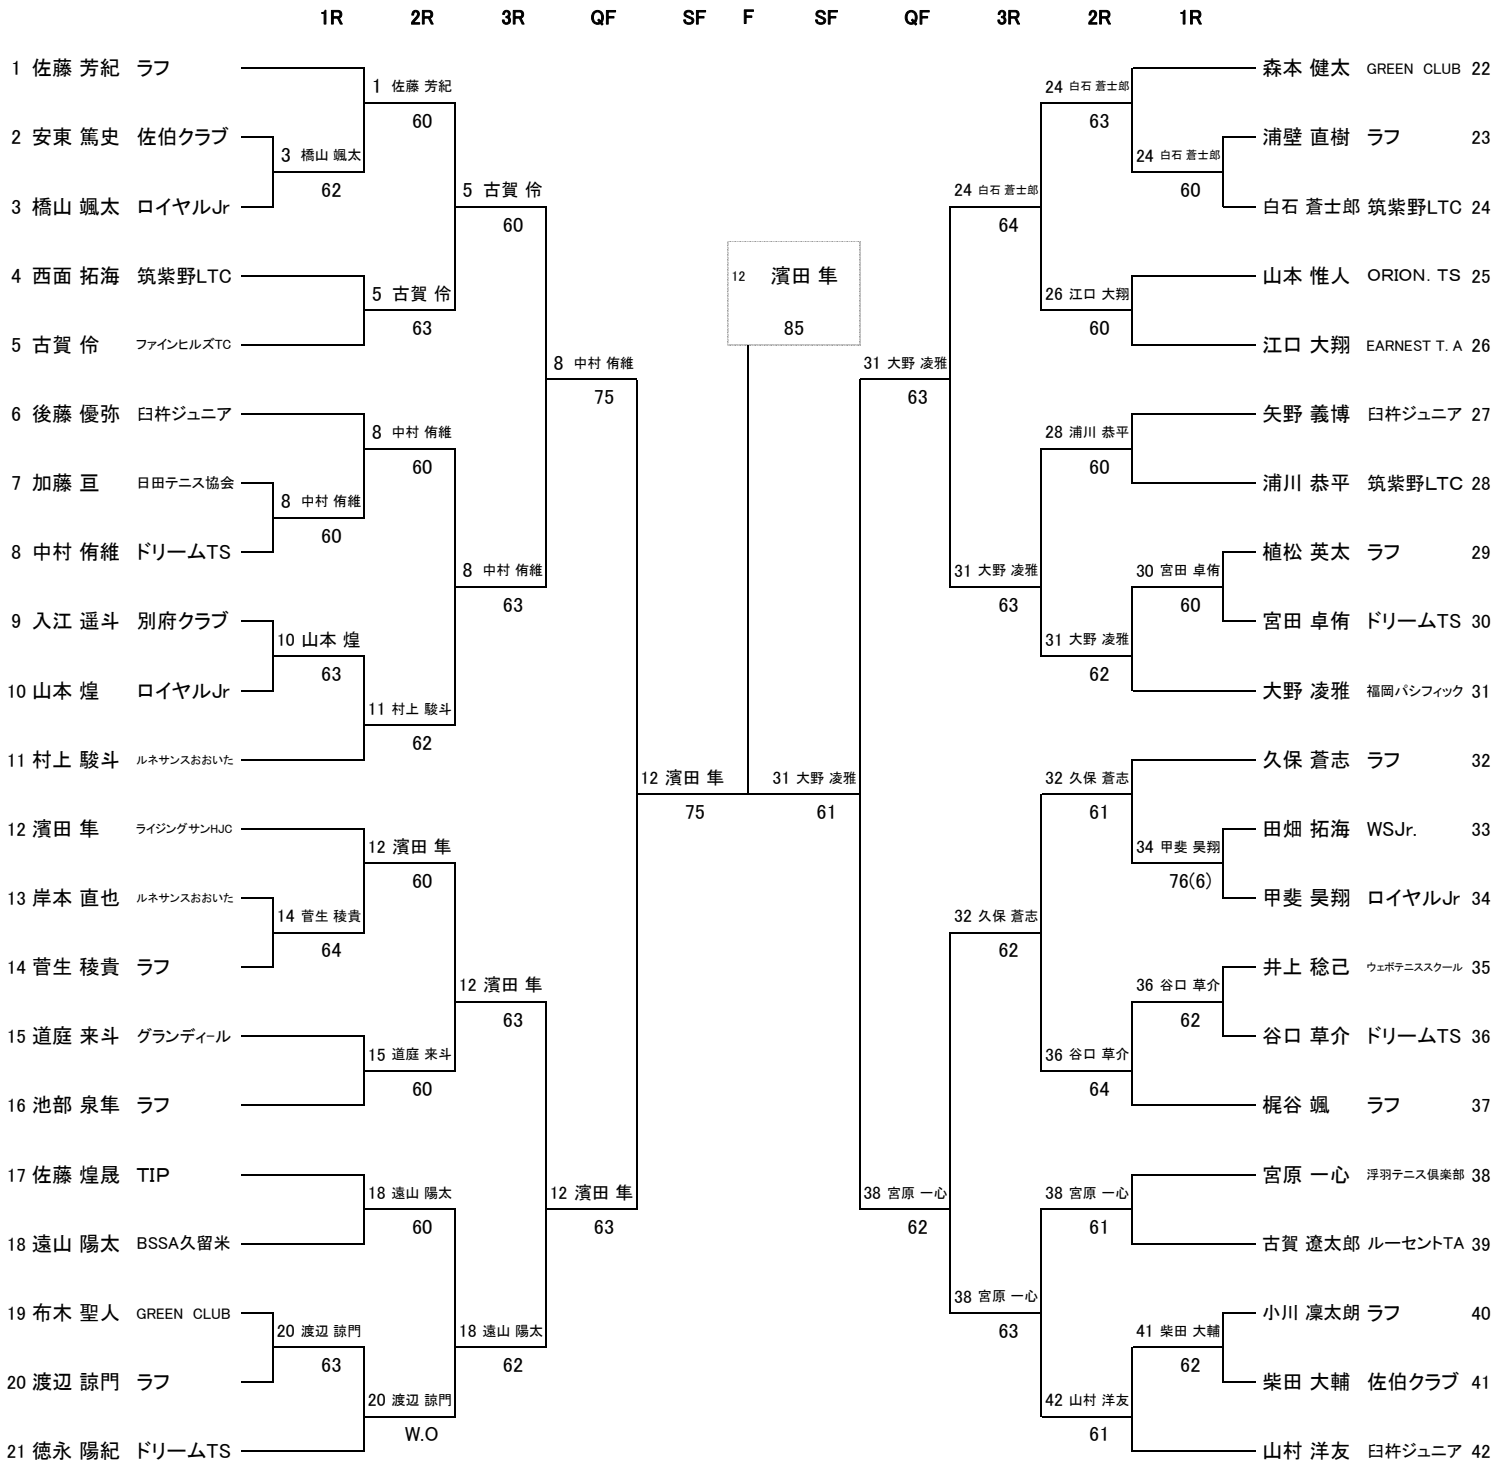 1R 2R 3R QF SF F SF QF 3R 2R 1R
1 佐藤 芳紀 ラフ
2 安東 篤史 佐伯クラブ
3 橋山 颯太 ロイヤルJr
4 西面 拓海 筑紫野LTC
5 古賀 伶 ファインヒルズTC
6 後藤 優弥 臼杵ジュニア
7 加藤 亘 日田テニス協会
8 中村 侑維 ドリームTS
9 入江 遥斗 別府クラブ
10 山本 煌 ロイヤルJr
11 村上 駿斗 ルネサンスおおいた
12 濱田 隼 ライジングサンHJC
13 岸本 直也 ルネサンスおおいた
14 菅生 稜貴 ラフ
15 道庭 来斗 グランディール
16 池部 泉隼 ラフ
17 佐藤 煌晟 TIP
18 遠山 陽太 BSSA久留米
19 布木 聖人 GREEN CLUB
20 渡辺 諒門 ラフ
21 徳永 陽紀 ドリームTS
3 橋山 颯太
62
8 中村 侑維
60
10 山本 煌
63
14 菅生 稜貴
64
20 渡辺 諒門
63
1 佐藤 芳紀
60
5 古賀 伶
63
8 中村 侑維
60
11 村上 駿斗
62
12 濱田 隼
60
15 道庭 来斗
60
18 遠山 陽太
60
20 渡辺 諒門
W.O
5 古賀 伶
60
8 中村 侑維
63
12 濱田 隼
63
18 遠山 陽太
62
8 中村 侑維
75
12 濱田 隼
63
12 濱田 隼
75
12 濱田 隼
85
31 大野 凌雅
61
31 大野 凌雅
63
38 宮原 一心
62
24 白石 蒼士郎
64
31 大野 凌雅
63
32 久保 蒼志
62
38 宮原 一心
63
24 白石 蒼士郎
63
26 江口 大翔
60
28 浦川 恭平
60
31 大野 凌雅
62
32 久保 蒼志
61
36 谷口 草介
64
38 宮原 一心
61
42 山村 洋友
61
24 白石 蒼士郎
60
30 宮田 卓侑
60
34 甲斐 昊翔
76(6)
36 谷口 草介
62
41 柴田 大輔
62
森本 健太 GREEN CLUB 22
浦壁 直樹 ラフ 23
白石 蒼士郎 筑紫野LTC 24
山本 惟人 ORION. TS 25
江口 大翔 EARNEST T. A 26
矢野 義博 臼杵ジュニア 27
浦川 恭平 筑紫野LTC 28
植松 英太 ラフ 29
宮田 卓侑 ドリームTS 30
大野 凌雅 福岡パシフィック 31
久保 蒼志 ラフ 32
田畑 拓海 WSJr. 33
甲斐 昊翔 ロイヤルJr 34
井上 稔己 ウェボテニススクール 35
谷口 草介 ドリームTS 36
梶谷 颯 ラフ 37
宮原 一心 浮羽テニス倶楽部 38
古賀 遼太郎 ルーセントTA 39
小川 凜太朗 ラフ 40
柴田 大輔 佐伯クラブ 41
山村 洋友 臼杵ジュニア 42